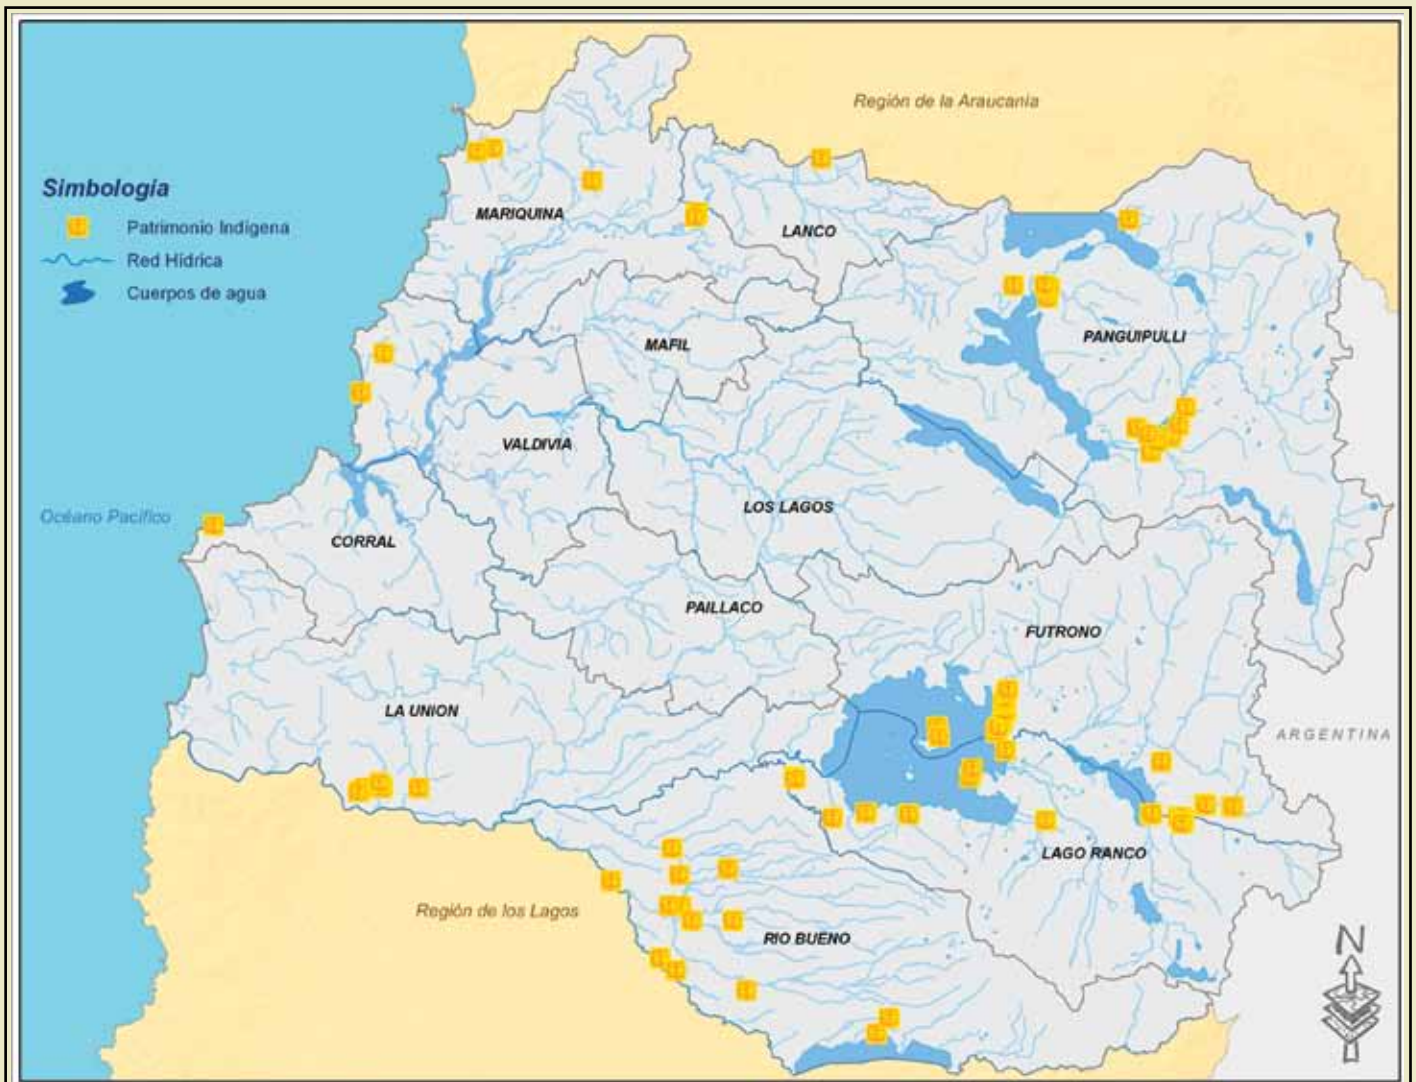 Región de la Araucanía
Simbología
Patrimonio Indígena
Red Hídrica
Cuerpos de agua
MARIQUINA
LANCO
MAFIL
PANGUIPULLI
VALDIVIA
LOS LAGOS
Océano Pacífico
CORRAL
PAILLACO
FUTRONO
LA UNION
ARGENTINA
LAGO RANCO
Región de los Lagos
RIO BUENO
N